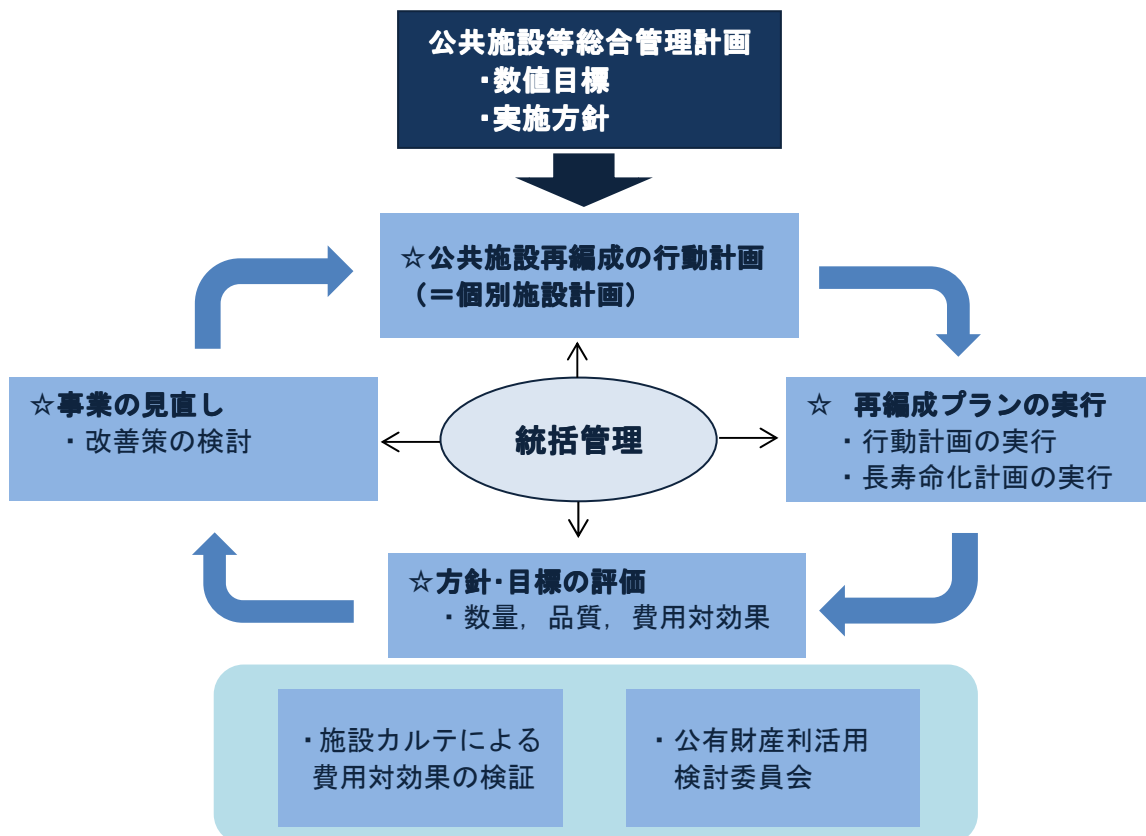 公共施設等総合管理計画
・数値目標
・実施方針
☆公共施設再編成の行動計画
（＝個別施設計画）
☆事業の見直し
・改善策の検討
統括管理
☆ 再編成プランの実行
・行動計画の実行
・長寿命化計画の実行
☆方針・目標の評価
・数量，品質，費用対効果
・施設カルテによる
費用対効果の検証
・公有財産利活用
検討委員会